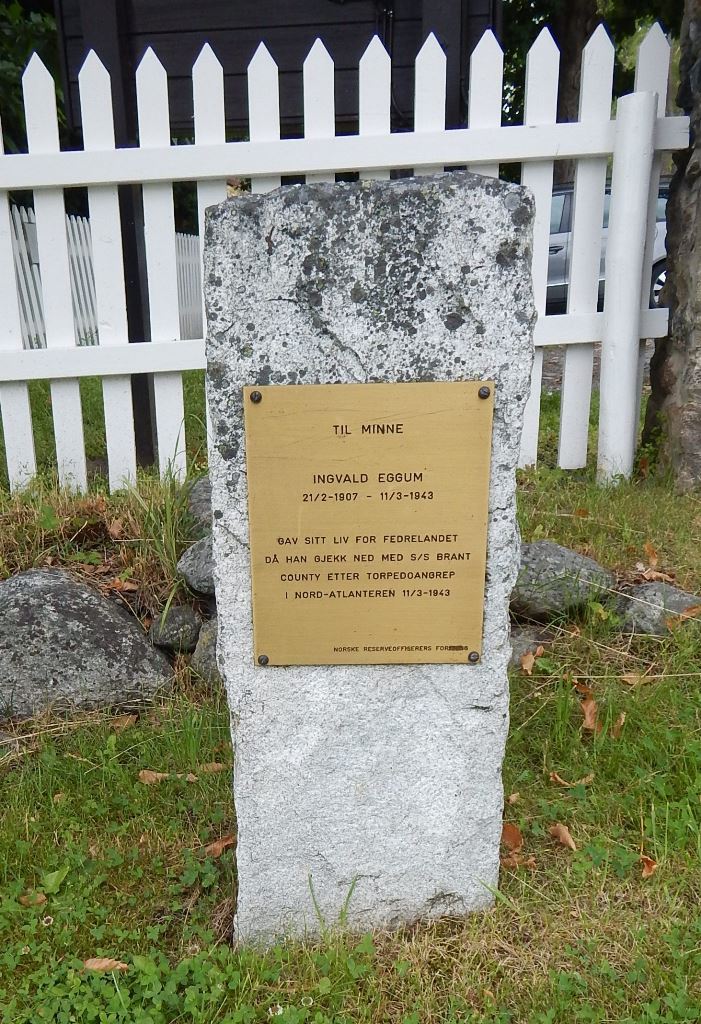 TIL MINNE
INGVALD EGGUM
21/2-1907 - 11/3-1943
GAV SITT LIV FOR FEDRELANDET
DÅ HAN GJEKK NED MED S/S BRANT
COUNTY ETTER TORPEDOANGREP
I NORD-ATLANTEREN 11/3-1943
NORSKE RESERVEOFFISERERS